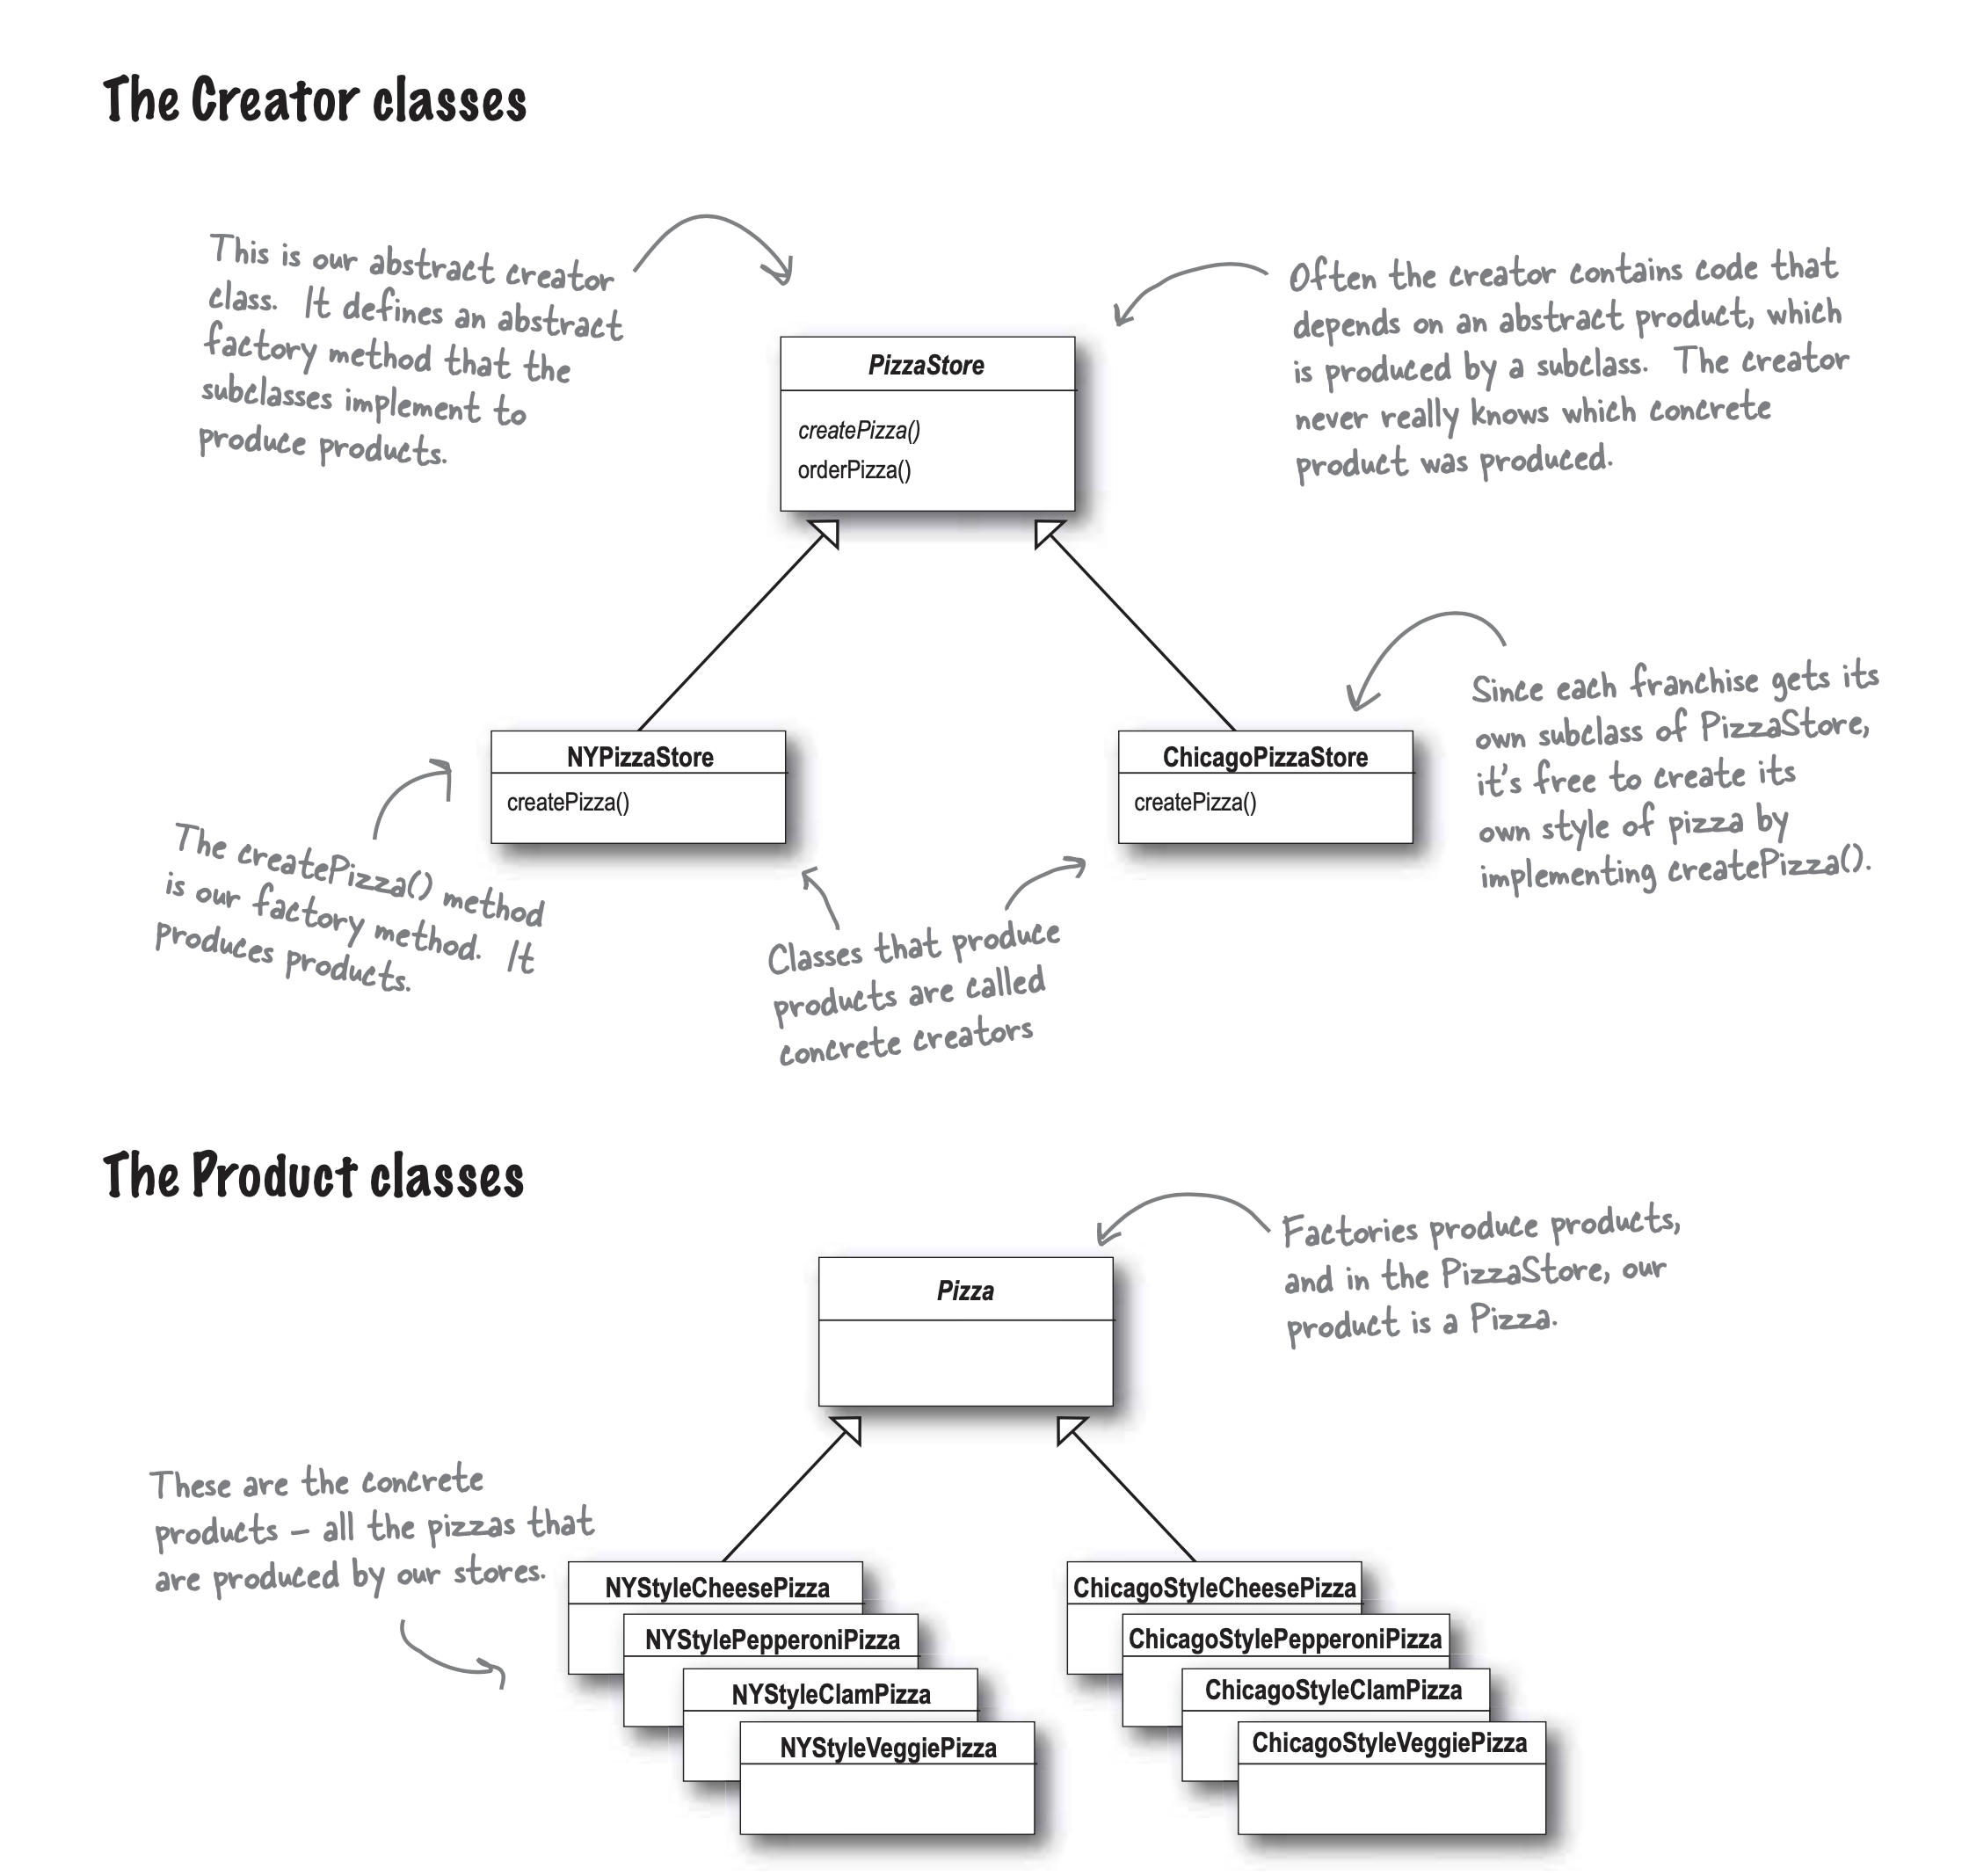 The Creator classes
This is our abstract creator
class. It defines an abstract
factory method that the
subclasses implement to
produce products.
Often the creator contains code that
depends on an abstract product, which
is produced by a subclass. The creator
never really knows which concrete
product was produced.
PizzaStore
createPizza()
orderPizza()
NYPizzaStore
createPizza()
ChicagoPizzaStore
createPizza()
Since each franchise gets its
own subclass of PizzaStore,
it's free to create its
own style of pizza by
implementing createPizza().
The createPizza() method
is our factory method. It
produces products.
Classes that produce
products are called
concrete creators
The Product classes
Factories produce products,
and in the PizzaStore, our
product is a Pizza.
Pizza
These are the concrete
products – all the pizzas that
are produced by our stores.
NYStyleCheesePizza
NYStylePepperoniPizza
NYStyleClamPizza
NYStyleVeggiePizza
ChicagoStyleCheesePizza
ChicagoStylePepperoniPizza
ChicagoStyleClamPizza
ChicagoStyleVeggiePizza